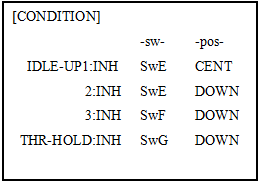 [CONDITION]
-sw- -pos-
IDLE-UP1:INH SwE CENT
2:INH SwE DOWN
3:INH SwF DOWN
THR-HOLD:INH SwG DOWN